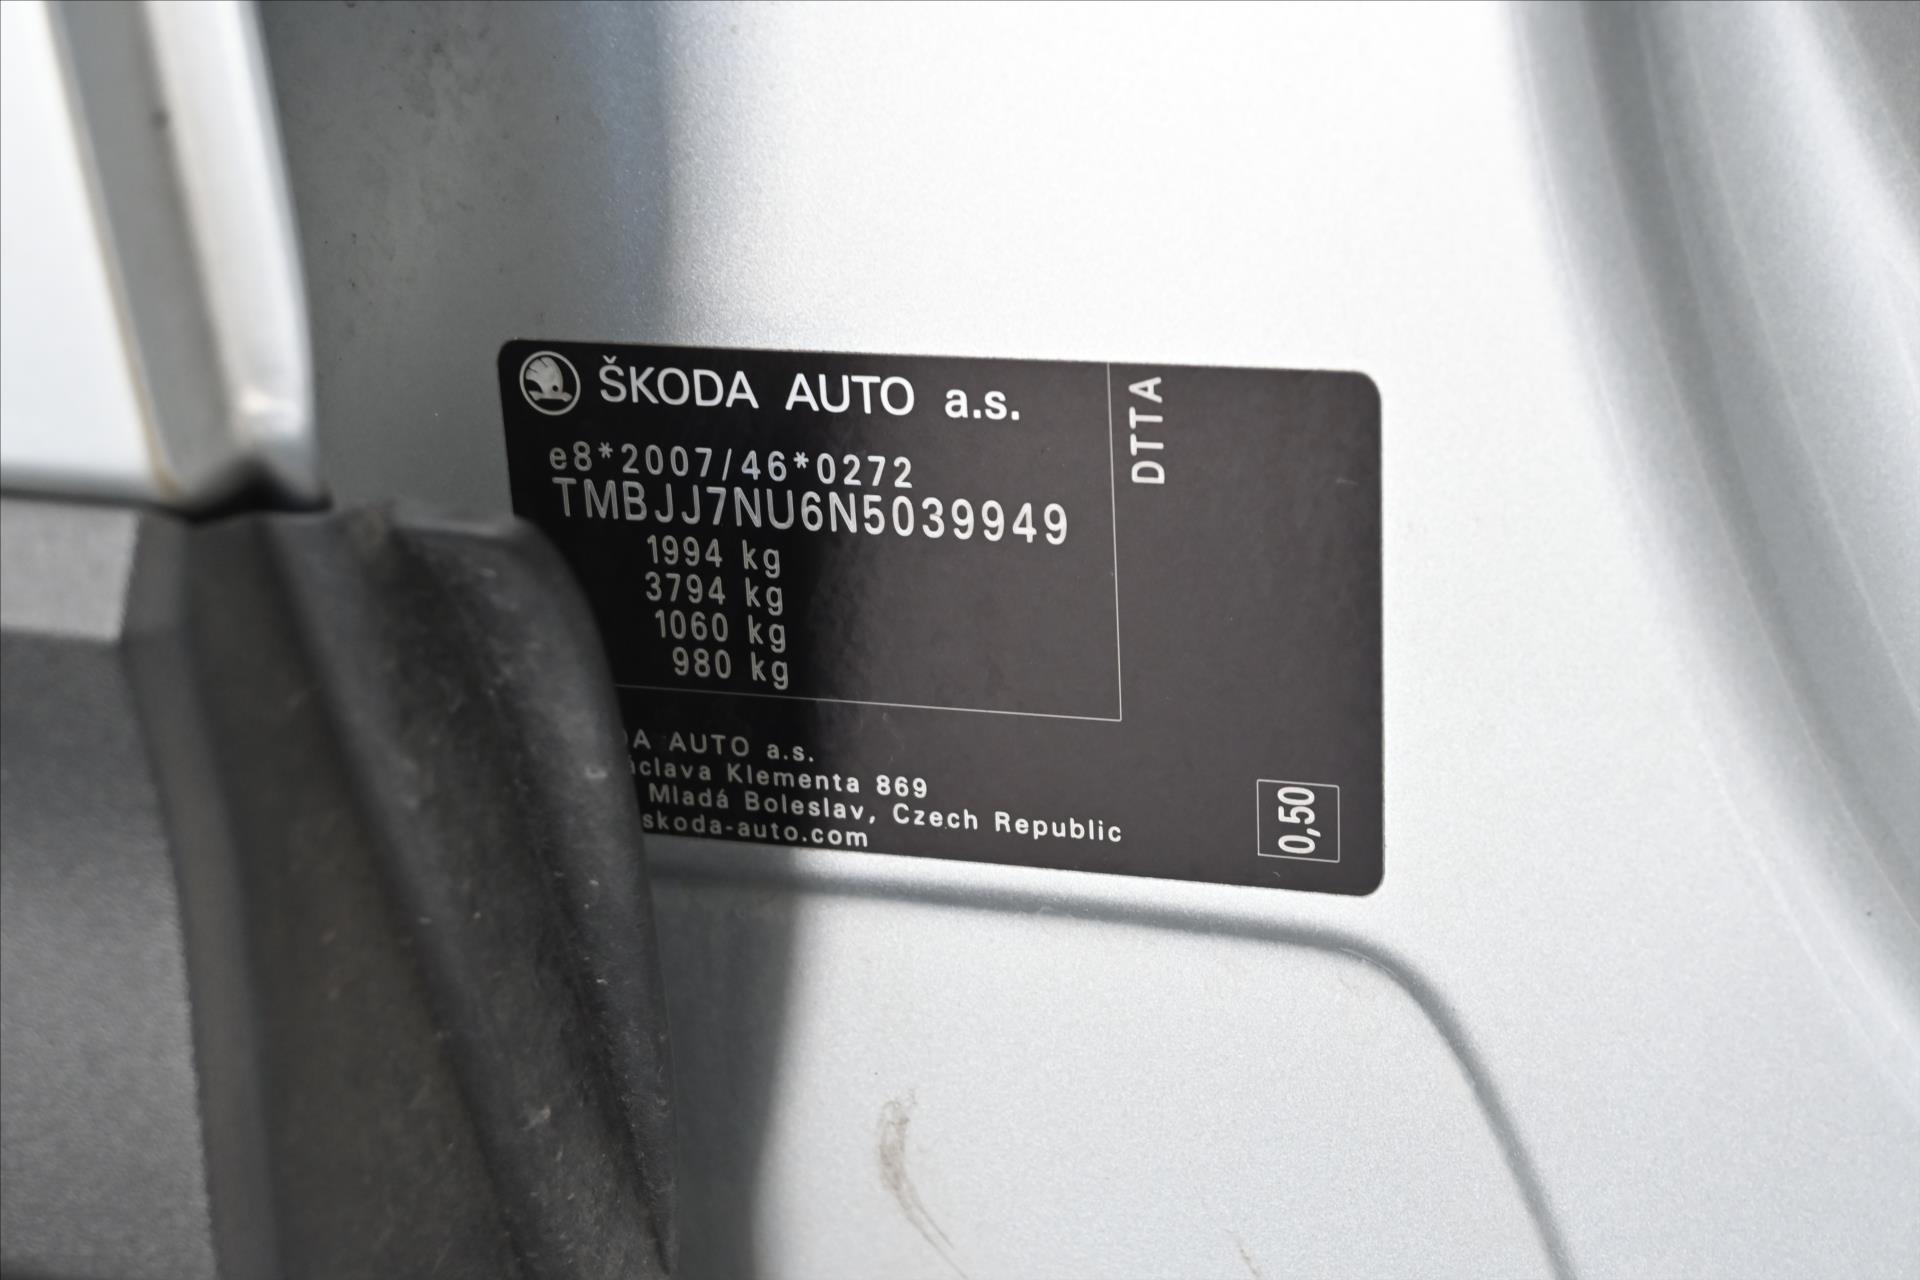 ŠKODA AUTO a.s.
e8*2007/46*0272
TMBJJ7NU6N5039949
1994 kg
3794 kg
1060 kg
980 kg
DTTA
AUTO a.s.
Klementa 869
Mladá Boleslav, Czech Republic
skoda-auto.com
0,50